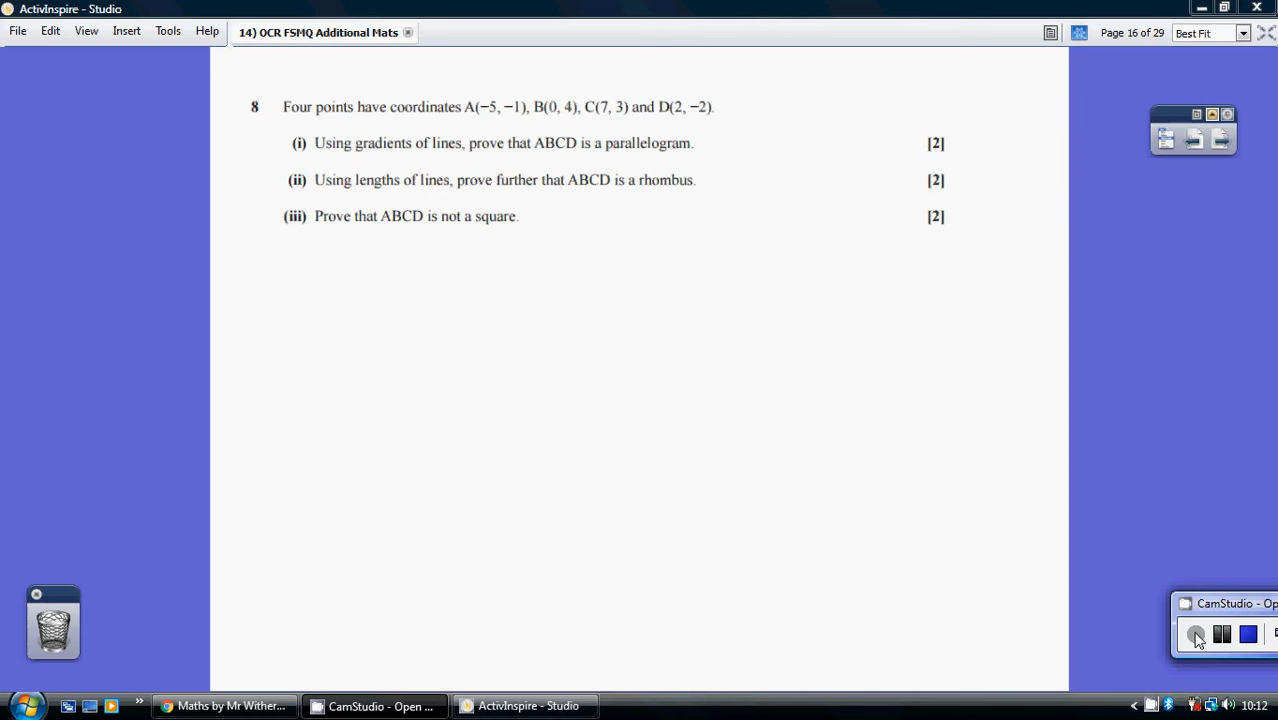 ActivInspire - Studio
File Edit View Insert Tools Help
14) OCR FSMQ Additional Mats
Page 16 of 29
Best Fit
8 Four points have coordinates A(−5, −1), B(0, 4), C(7, 3) and D(2, −2).
(i) Using gradients of lines, prove that ABCD is a parallelogram. [2]
(ii) Using lengths of lines, prove further that ABCD is a rhombus. [2]
(iii) Prove that ABCD is not a square. [2]
CamStudio - Ope
Maths by Mr Wither...
CamStudio - Open ...
ActivInspire - Studio
10:12